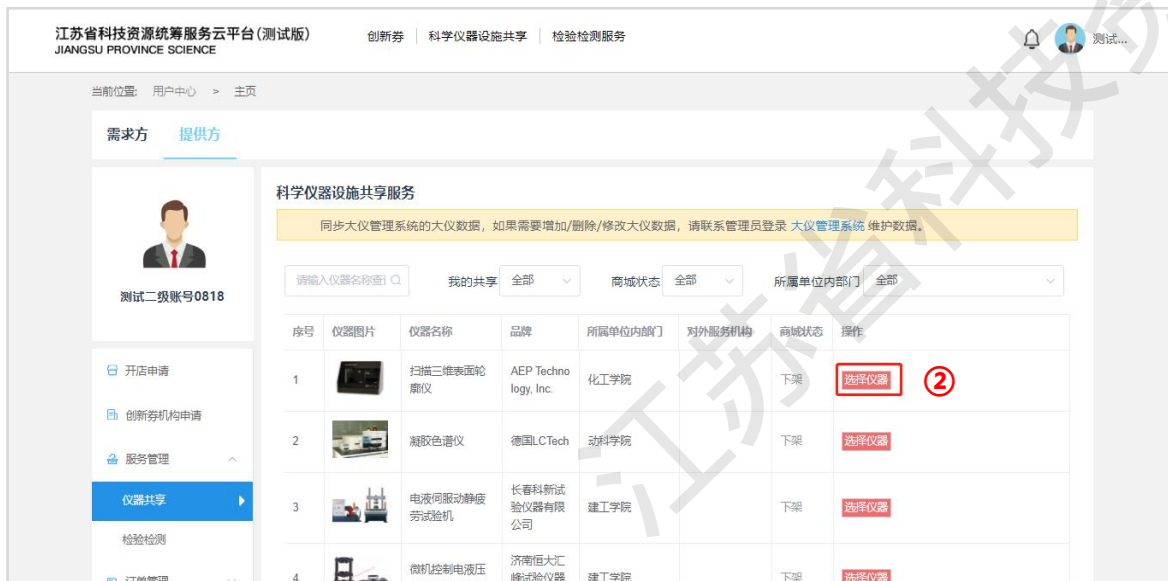 江苏省科技资源统筹服务云平台(测试版)
JIANGSU PROVINCE SCIENCE
创新券 科学仪器设施共享 检验检测服务
测试...
当前位置: 用户中心 > 主页
需求方 提供方
测试二级账号0818
开店申请
创新券机构申请
服务管理
仪器共享
检验检测
订单管理
科学仪器设施共享服务
同步大仪管理系统的大仪数据，如果需要增加/删除/修改大仪数据，请联系管理员登录 大仪管理系统 维护数据。
请输入仪器名称查 我的共享 全部 商城状态 全部 所属单位内部门 全部
序号 仪器图片 仪器名称 品牌 所属单位内部门 对外服务机构 商城状态 操作
1 扫描三维表面轮 AEP Techno 化工学院 下架 选择仪器 ②
廓仪 logy, Inc.
2 凝胶色谱仪 德国LCTech 动科学院 下架 选择仪器
3 电液伺服动静疲 长春科新试 建工学院 下架 选择仪器
劳试验机 验仪器有限
公司
4 微机控制电液压 济南恒大汇 建工学院 下架 选择仪器
峰试验仪器
江苏省科技资